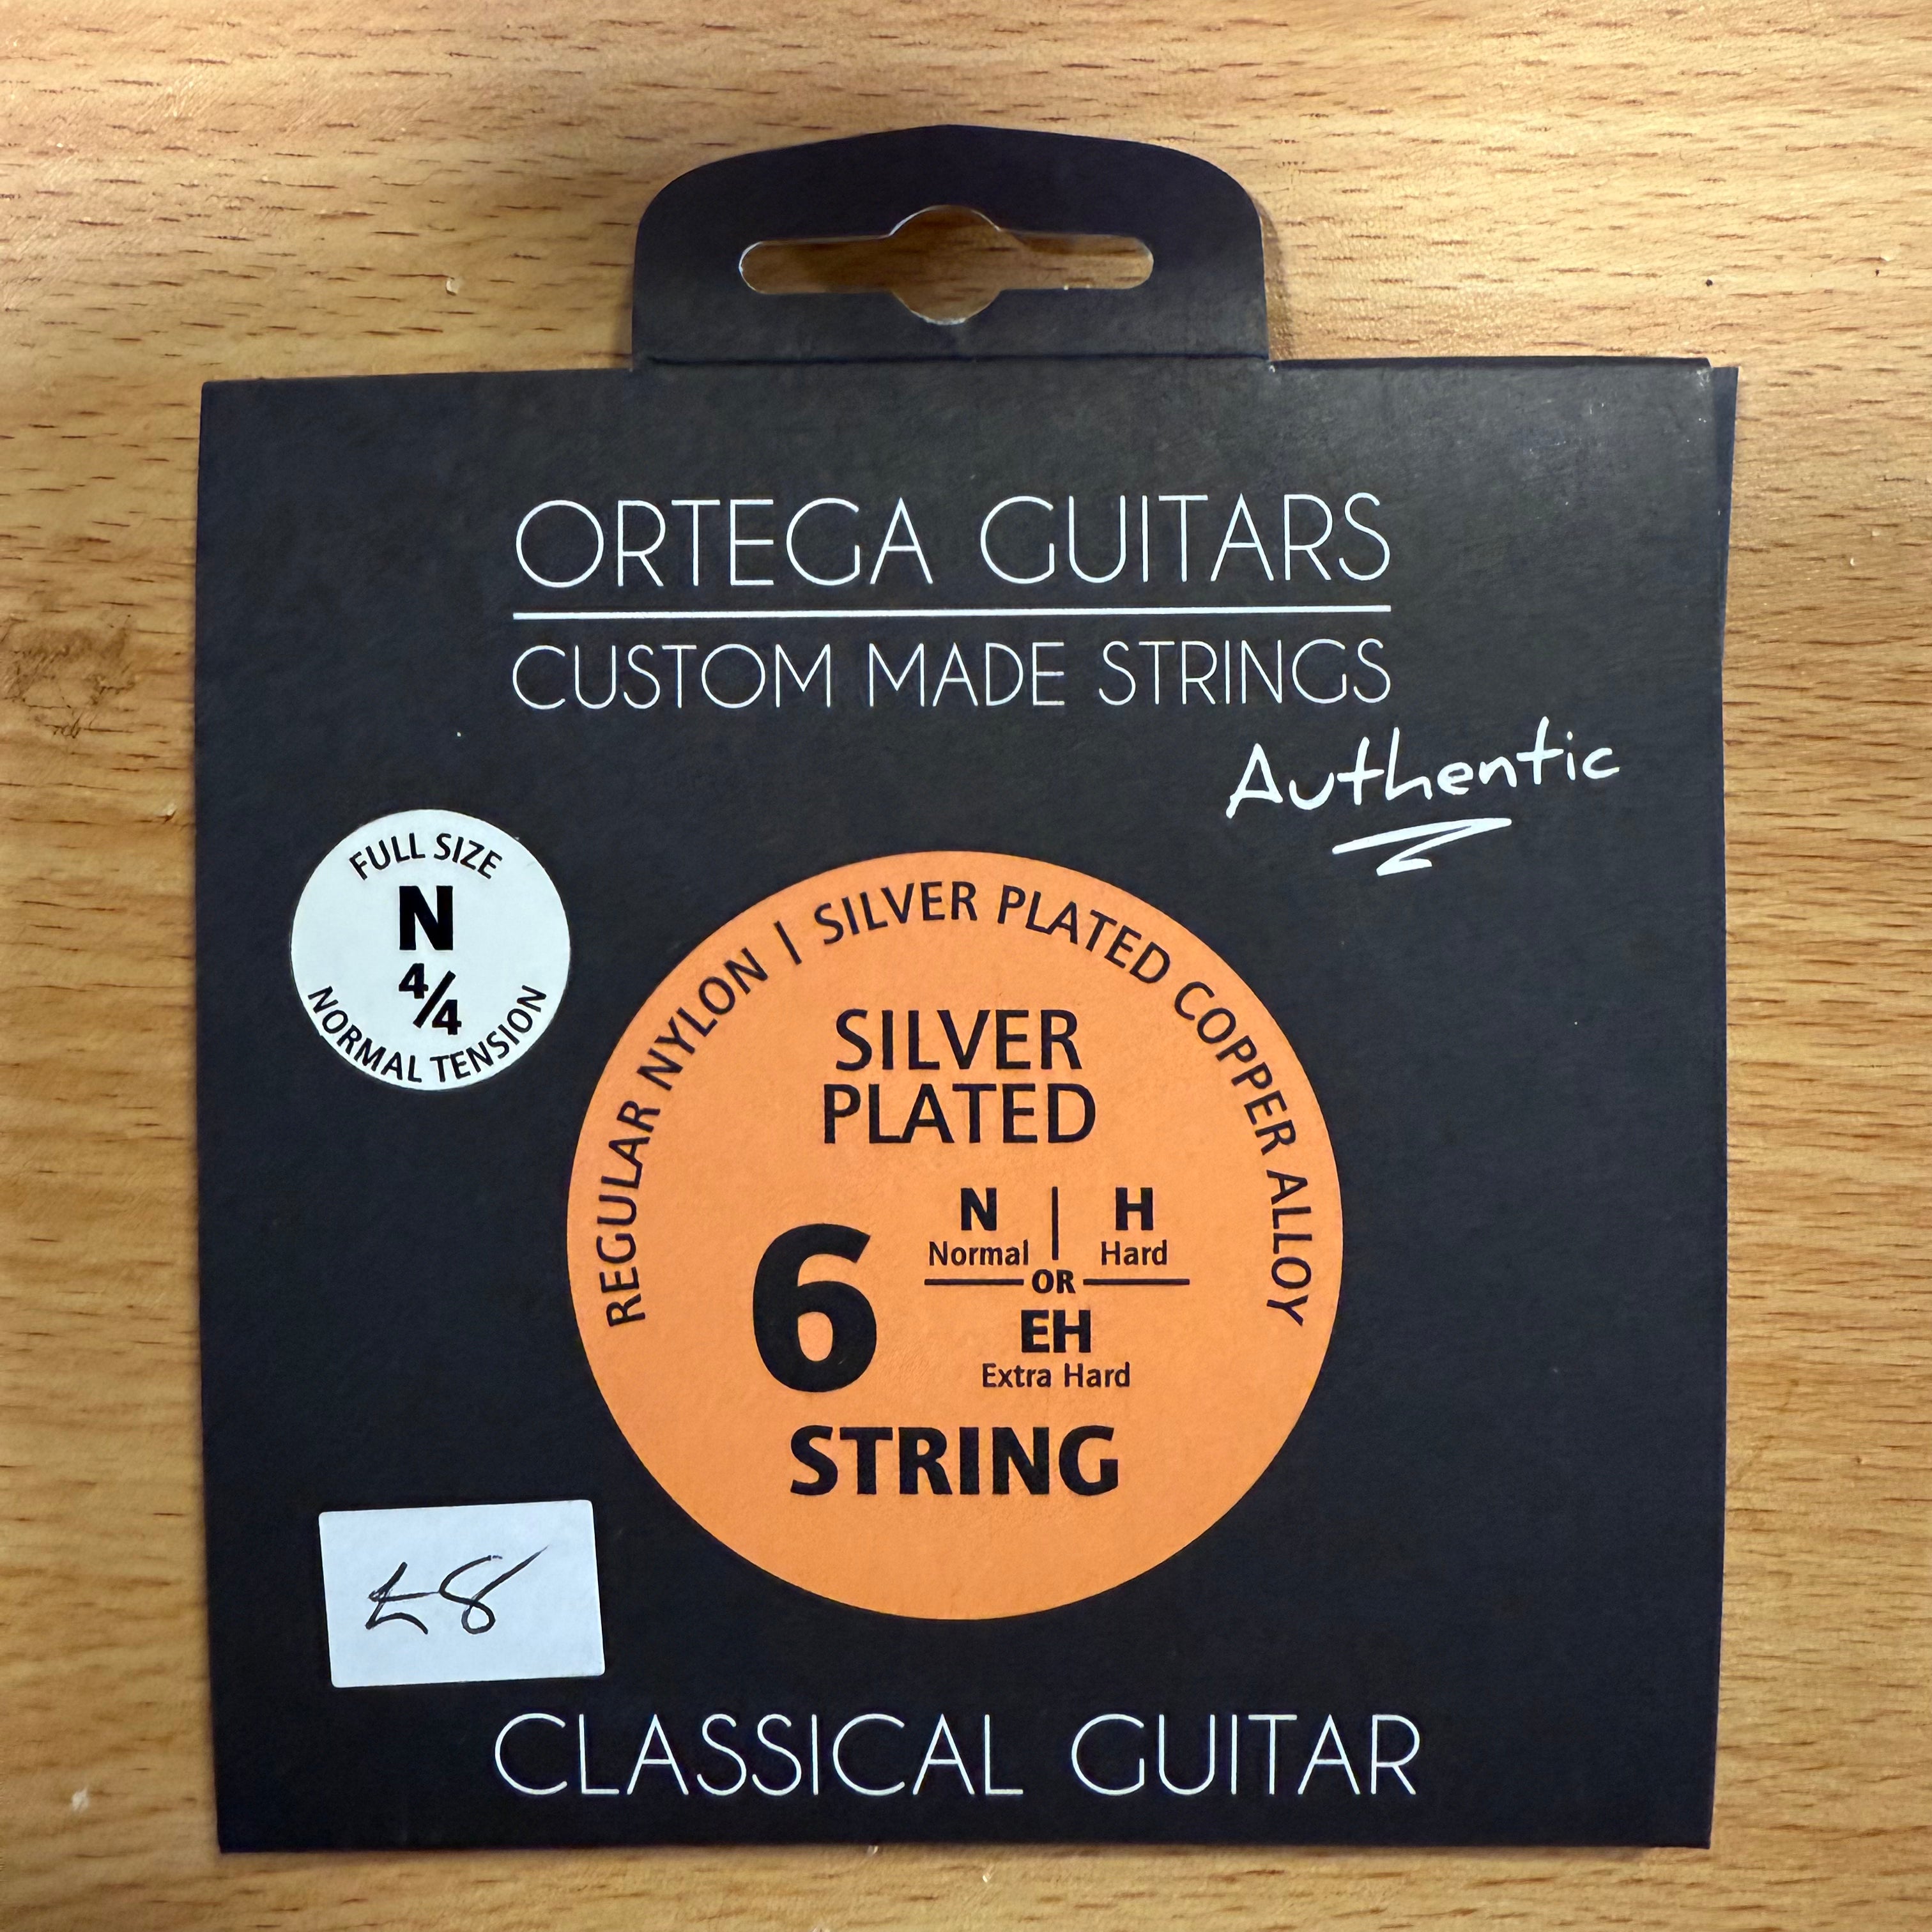 ORTEGA GUITARS
CUSTOM MADE STRINGS
Authentic
FULL SIZE
N
4/4
NORMAL TENSION
REGULAR NYLON | SILVER PLATED COPPER ALLOY
SILVER
PLATED
6
N | H
Normal | Hard
OR
EH
Extra Hard
STRING
£8
CLASSICAL GUITAR